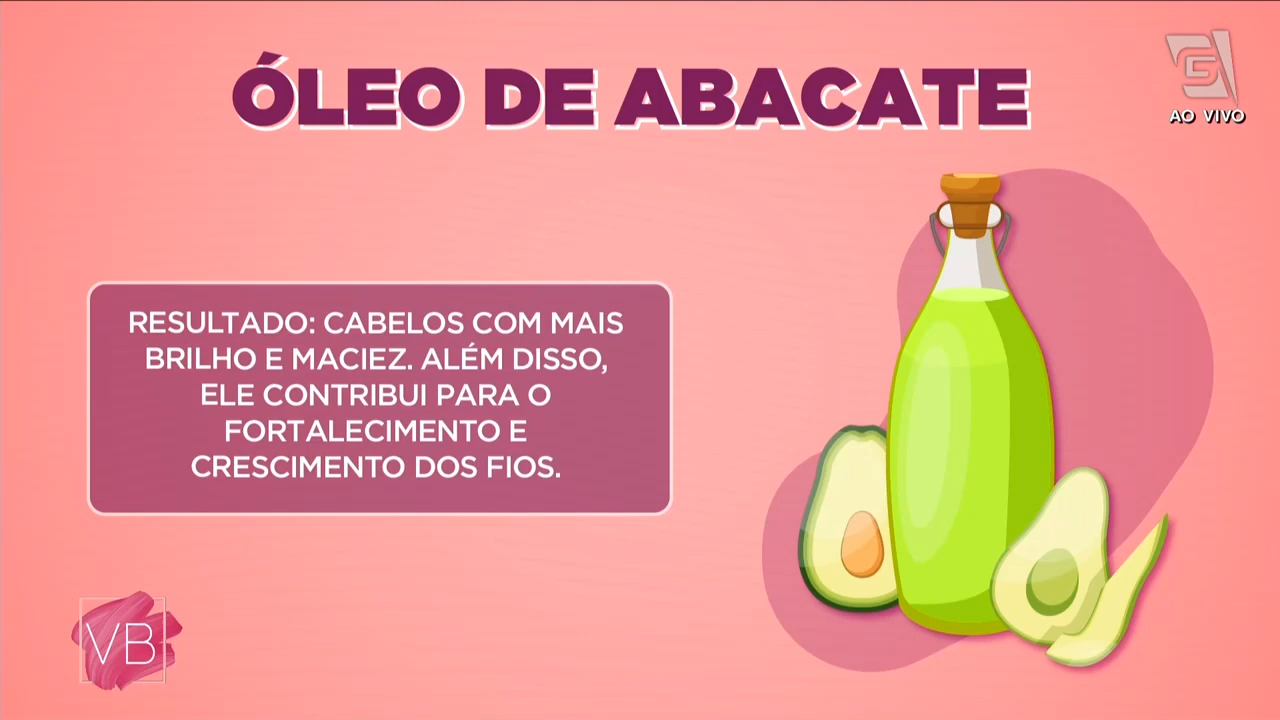 ÓLEO DE ABACATE
AO VIVO
RESULTADO: CABELOS COM MAIS
BRILHO E MACIEZ. ALÉM DISSO,
ELE CONTRIBUI PARA O
FORTALECIMENTO E
CRESCIMENTO DOS FIOS.
VB